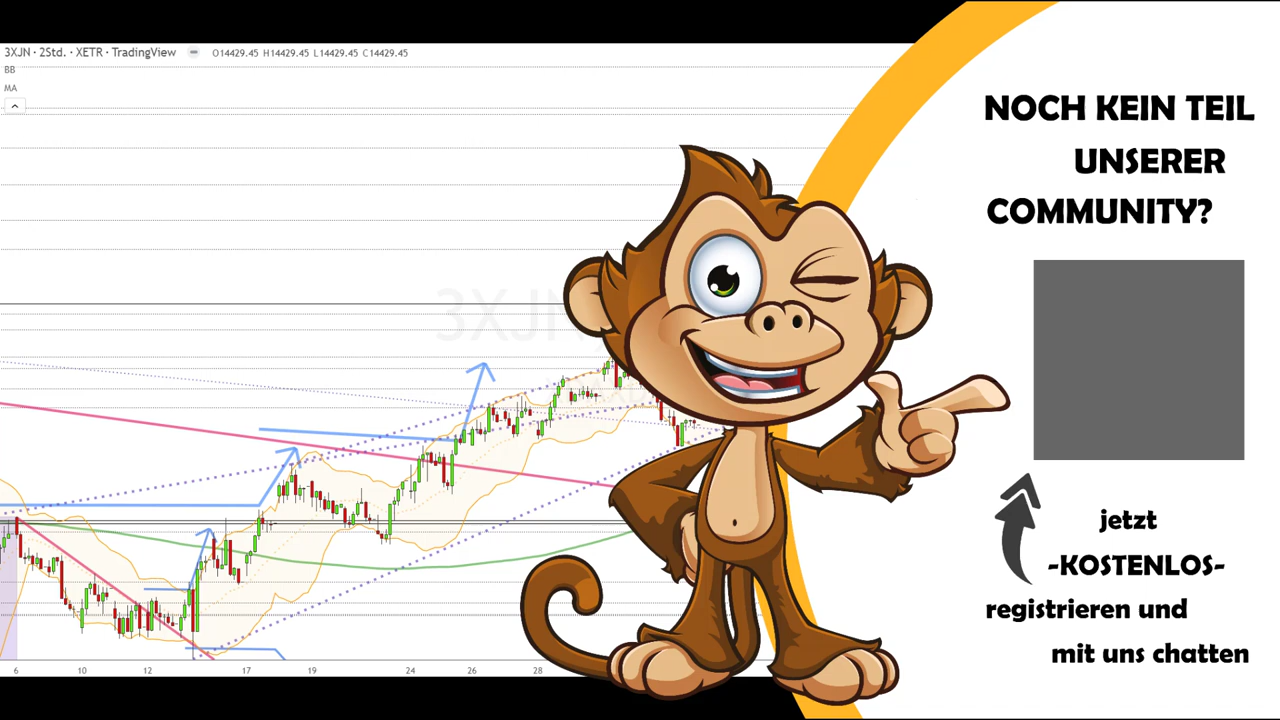 3XJN · 2Std. · XETR · TradingView O14429.45 H14429.45 L14429.45 C14429.45
BB
MA
NOCH KEIN TEIL
UNSERER
COMMUNITY?
3XJN
jetzt
-KOSTENLOS-
registrieren und
mit uns chatten
6 10 12 17 19 24 26 28